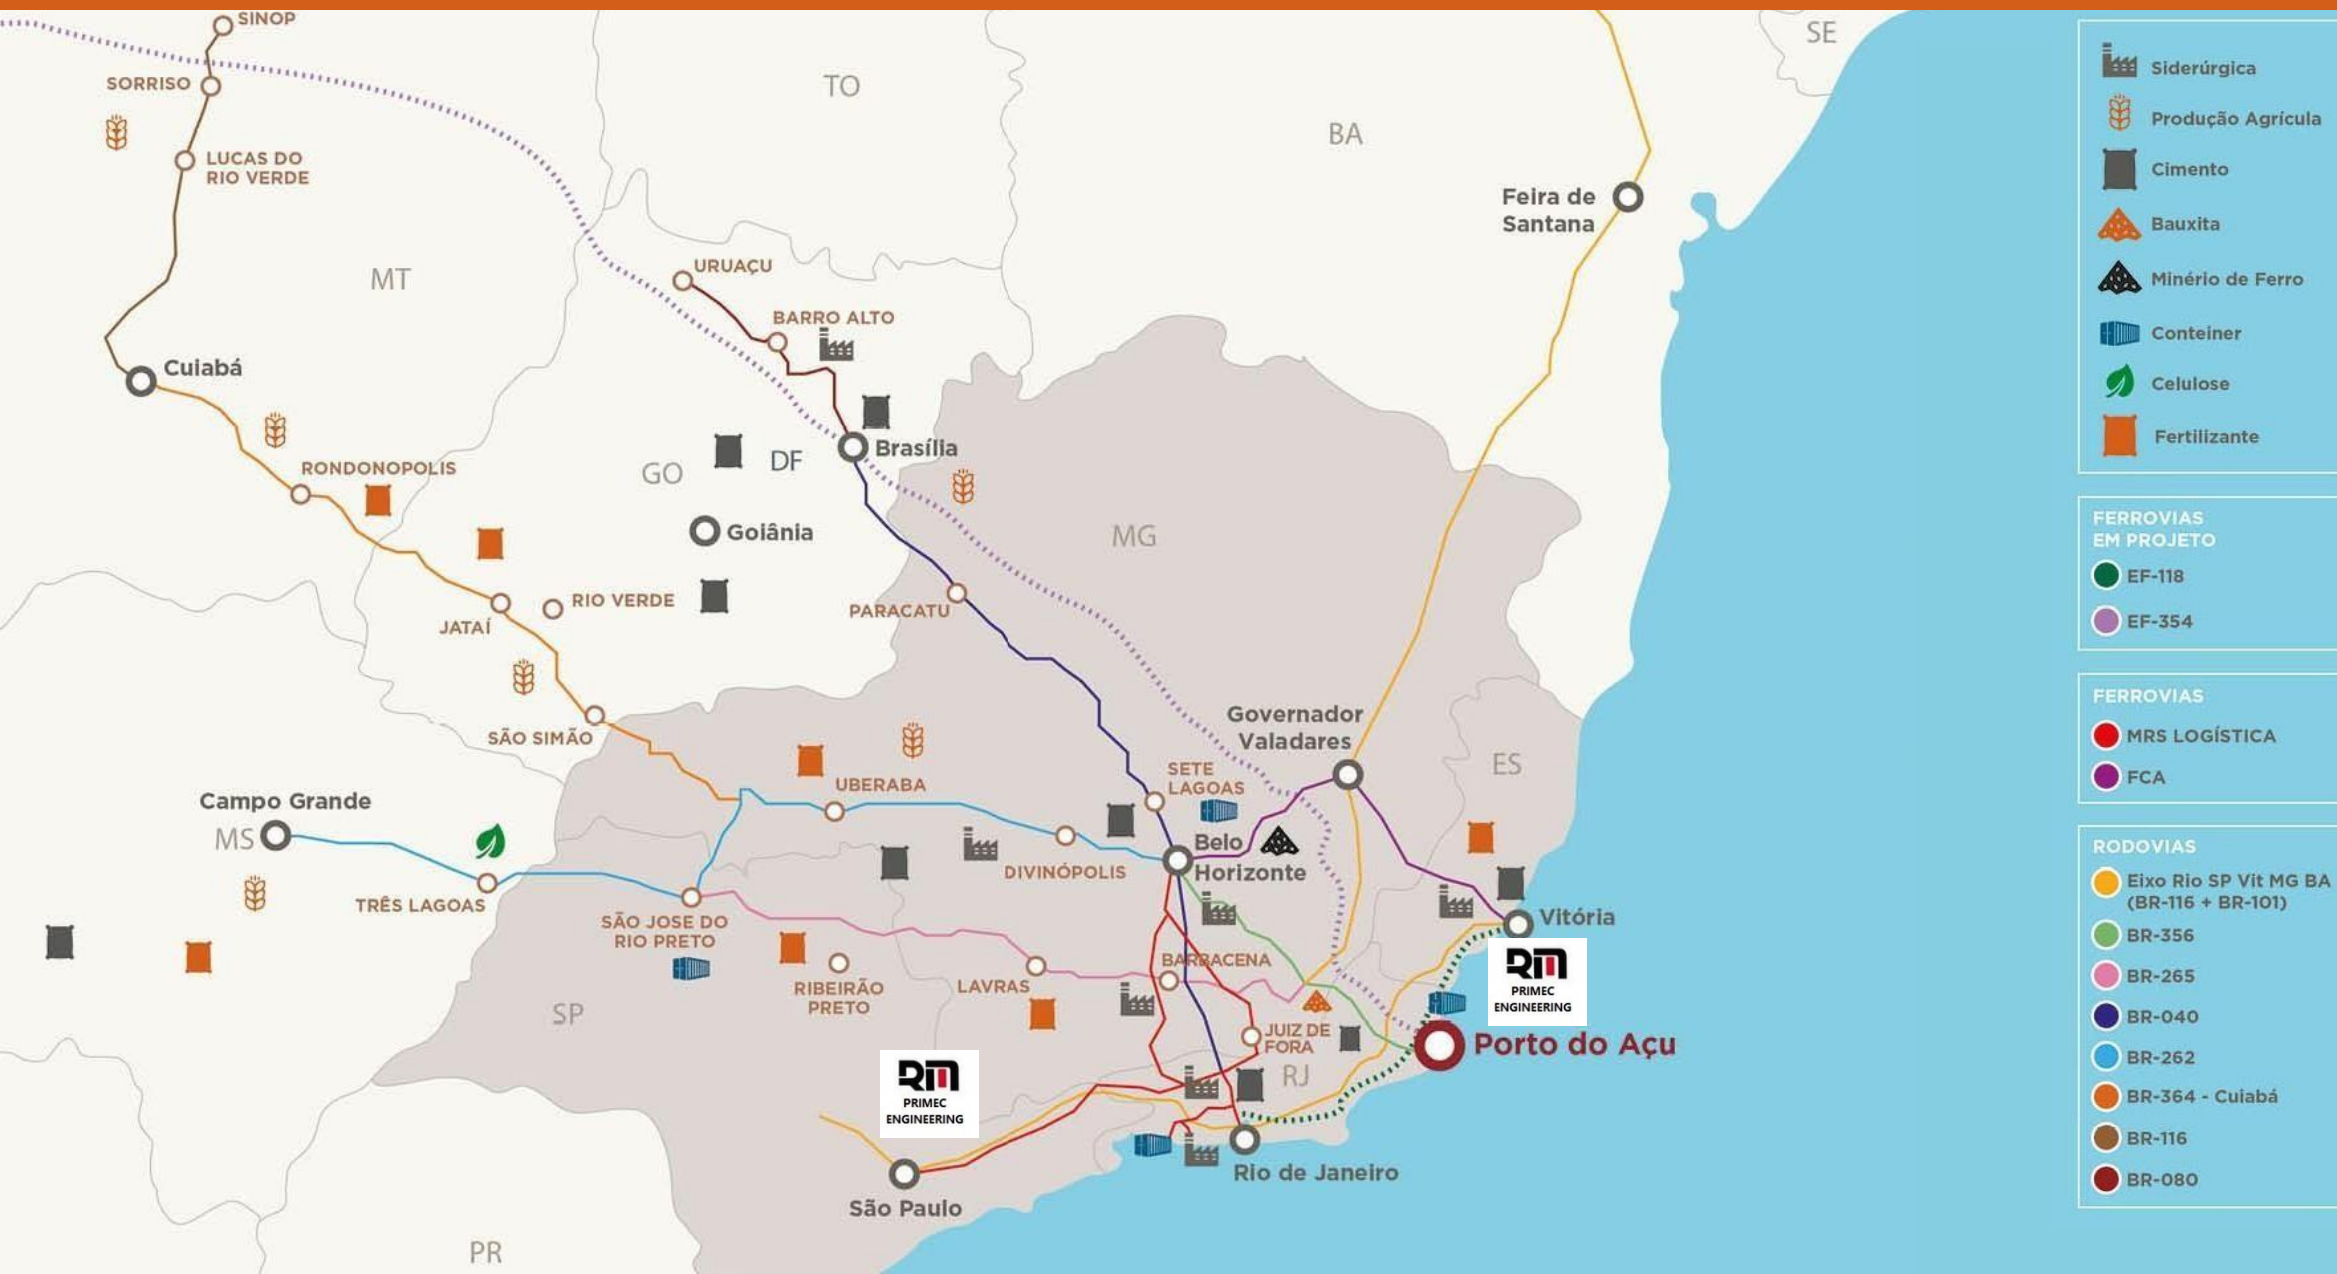 SINOP
SORRISO
LUCAS DO
RIO VERDE
MT
Cuiabá
RONDONOPOLIS
TO
BA
SE
Feira de
Santana
URUAÇU
BARRO ALTO
Brasília
GO
DF
Goiânia
MG
JATAÍ
RIO VERDE
PARACATU
SÃO SIMÃO
Governador
Valadares
ES
SETE
LAGOAS
UBERABA
Campo Grande
MS
Belo
Horizonte
DIVINÓPOLIS
TRÊS LAGOAS
SÃO JOSE DO
RIO PRETO
Vitória
BARBACENA
LAVRAS
RIBEIRÃO
PRETO
SP
RM
PRIMEC
ENGINEERING
JUIZ DE
FORA
Porto do Açu
RJ
RM
PRIMEC
ENGINEERING
Rio de Janeiro
São Paulo
PR
Siderúrgica
Produção Agrícula
Cimento
Bauxita
Minério de Ferro
Conteiner
Celulose
Fertilizante
FERROVIAS
EM PROJETO
EF-118
EF-354
FERROVIAS
MRS LOGÍSTICA
FCA
RODOVIAS
Eixo Rio SP Vit MG BA
(BR-116 + BR-101)
BR-356
BR-265
BR-040
BR-262
BR-364 - Cuiabá
BR-116
BR-080